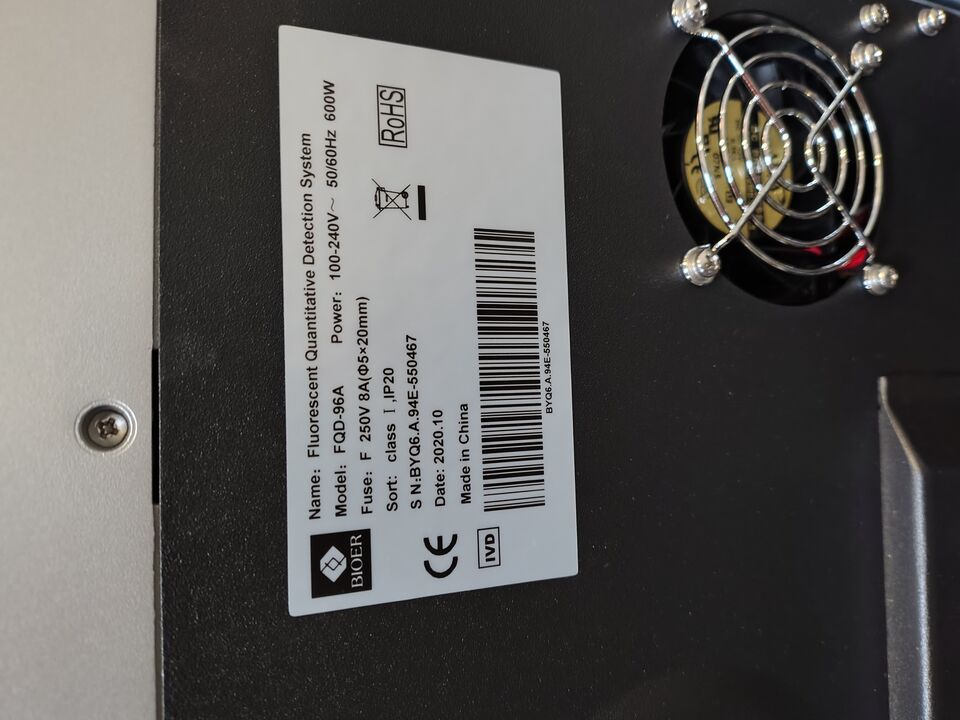 Name: Fluorescent Quantitative Detection System
Model: FQD-96A Power: 100-240V~ 50/60Hz 600W
Fuse: F 250V 8A(Φ5×20mm)
Sort: class I ,IP20
S N:BYQ6.A.94E-550467
Date: 2020.10
Made in China
BIOER
CE
IVD
RoHS
BYQ6.A.94E-550467